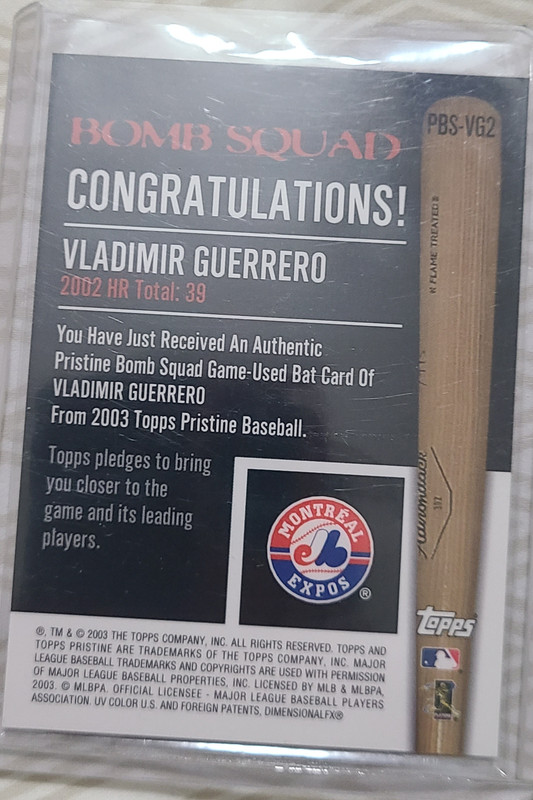 BOMB SQUAD
PBS-VG2
CONGRATULATIONS!
FLAME TREATED
VLADIMIR GUERRERO
2002 HR Total: 39
You Have Just Received An Authentic
Pristine Bomb Squad Game-Used Bat Card Of
VLADIMIR GUERRERO
From 2003 Topps Pristine Baseball.
Topps pledges to bring
you closer to the
game and its leading
players.
MONTRÉAL
eb
EXPOS
®
topps
®, TM & © 2003 THE TOPPS COMPANY, INC. ALL RIGHTS RESERVED. TOPPS AND
TOPPS PRISTINE ARE TRADEMARKS OF THE TOPPS COMPANY, INC. MAJOR
LEAGUE BASEBALL TRADEMARKS AND COPYRIGHTS ARE USED WITH PERMISSION
OF MAJOR LEAGUE BASEBALL PROPERTIES, INC. LICENSED BY MLB & MLBPA,
2003. © MLBPA. OFFICIAL LICENSEE - MAJOR LEAGUE BASEBALL PLAYERS
ASSOCIATION. UV COLOR U.S. AND FOREIGN PATENTS, DIMENSIONALFX®